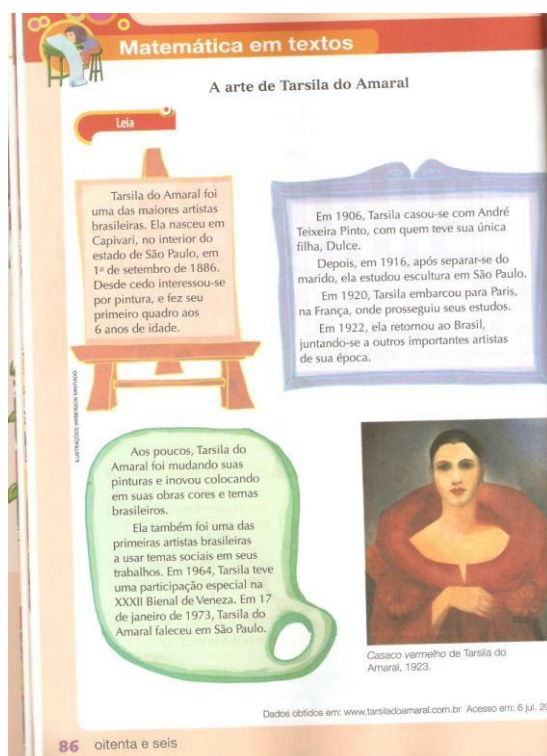 Matemática em textos
A arte de Tarsila do Amaral
Leia
Tarsila do Amaral foi
uma das maiores artistas
brasileiras. Ela nasceu em
Capivari, no interior do
estado de São Paulo, em
1º de setembro de 1886.
Desde cedo interessou-se
por pintura, e fez seu
primeiro quadro aos
6 anos de idade.
Em 1906, Tarsila casou-se com André
Teixeira Pinto, com quem teve sua única
filha, Dulce.
Depois, em 1916, após separar-se do
marido, ela estudou escultura em São Paulo.
Em 1920, Tarsila embarcou para Paris,
na França, onde prosseguiu seus estudos.
Em 1922, ela retornou ao Brasil,
juntando-se a outros importantes artistas
de sua época.
Aos poucos, Tarsila do
Amaral foi mudando suas
pinturas e inovou colocando
em suas obras cores e temas
brasileiros.
Ela também foi uma das
primeiras artistas brasileiras
a usar temas sociais em seus
trabalhos. Em 1964, Tarsila teve
uma participação especial na
XXXII Bienal de Veneza. Em 17
de janeiro de 1973, Tarsila do
Amaral faleceu em São Paulo.
Casaco vermelho de Tarsila do
Amaral, 1923.
Dados obtidos em: www.tarsiladoamaral.com.br Acesso em: 6 jul. 20
86 oitenta e seis